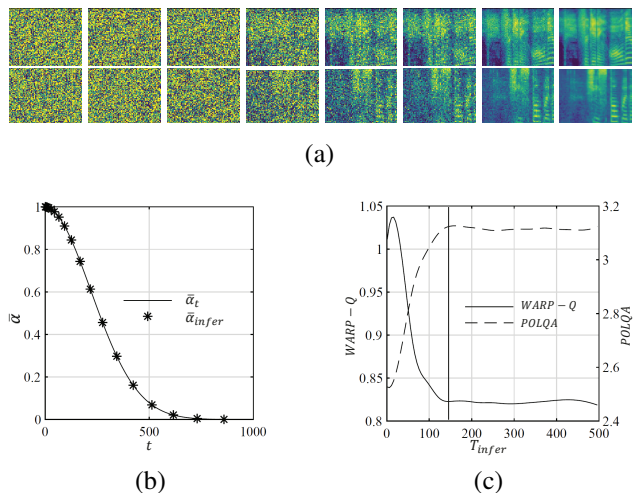 (a)
1
0.8
0.6
0.4
0.2
0
0 500 1000
ᾱ
t
ᾱ_t
ᾱ_infer
(b)
1.05
1
0.95
0.9
0.85
0.8
WARP-Q
3.2
3
2.8
2.6
2.4
POLQA
0 100 200 300 400 500
T_infer
WARP-Q
POLQA
(c)